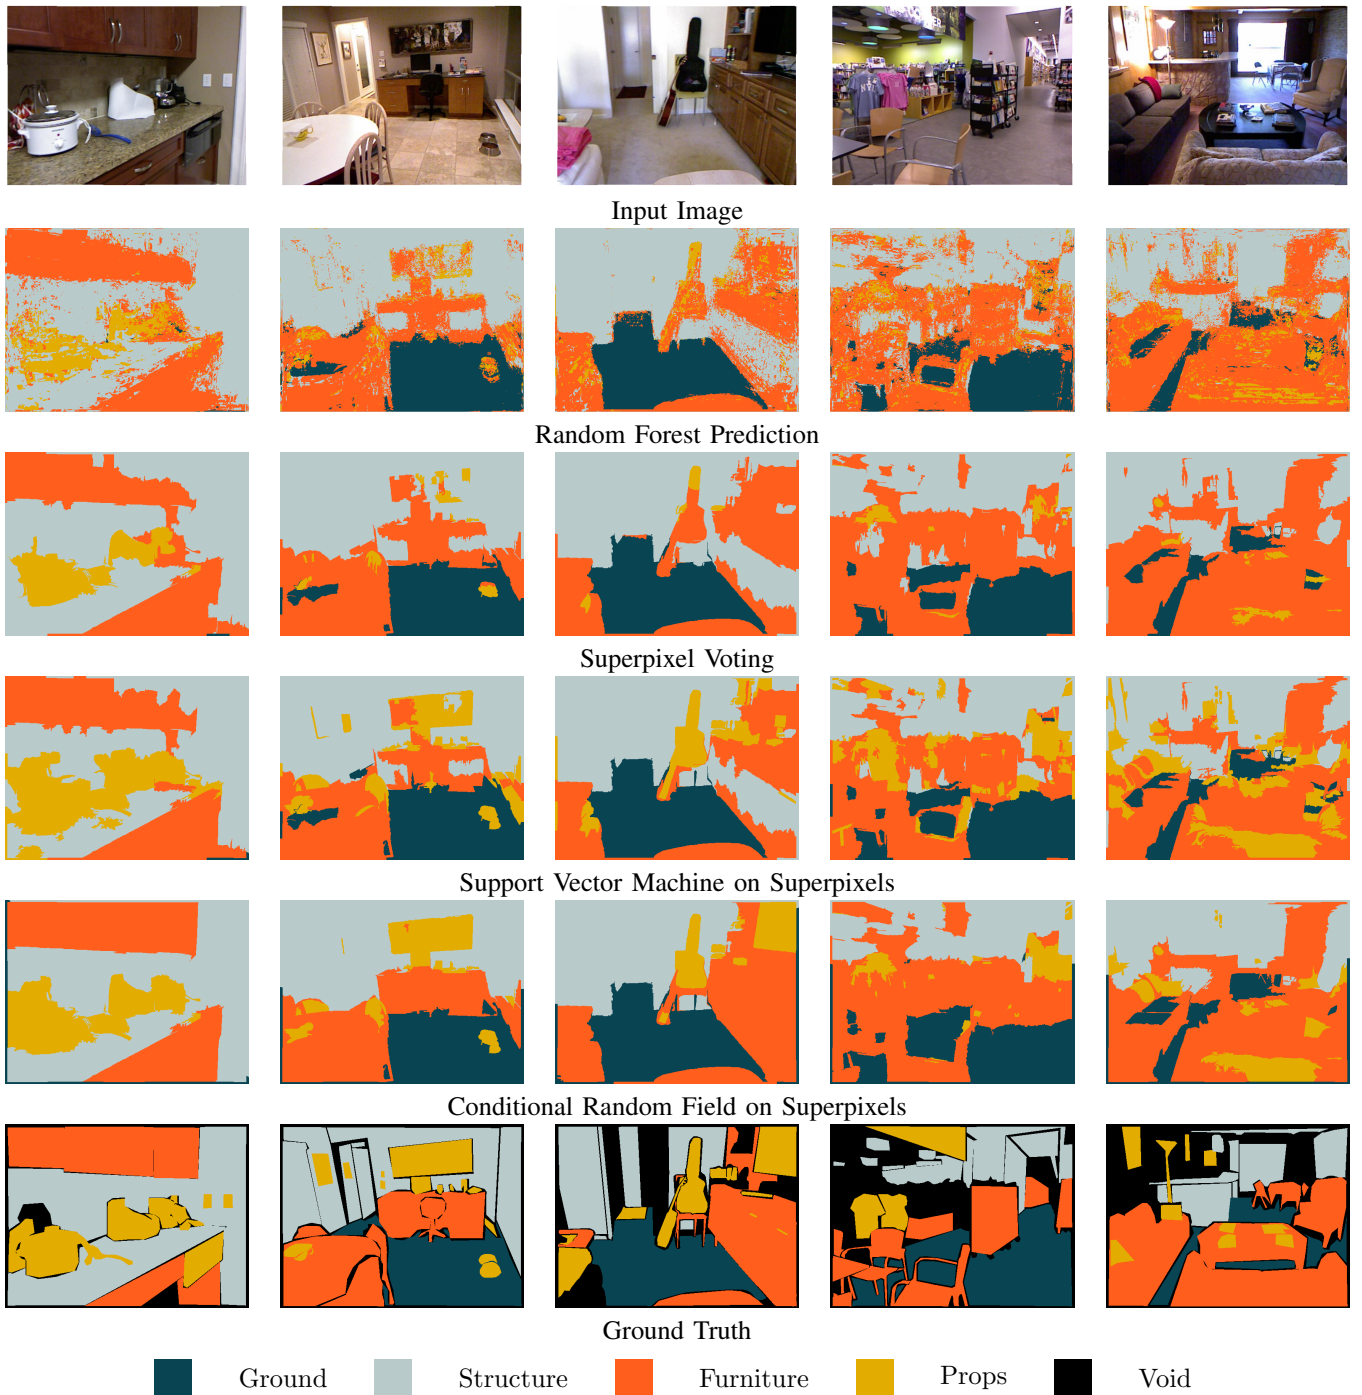 Input Image
Random Forest Prediction
Superpixel Voting
Support Vector Machine on Superpixels
Conditional Random Field on Superpixels
Ground Truth
Ground Structure Furniture Props Void